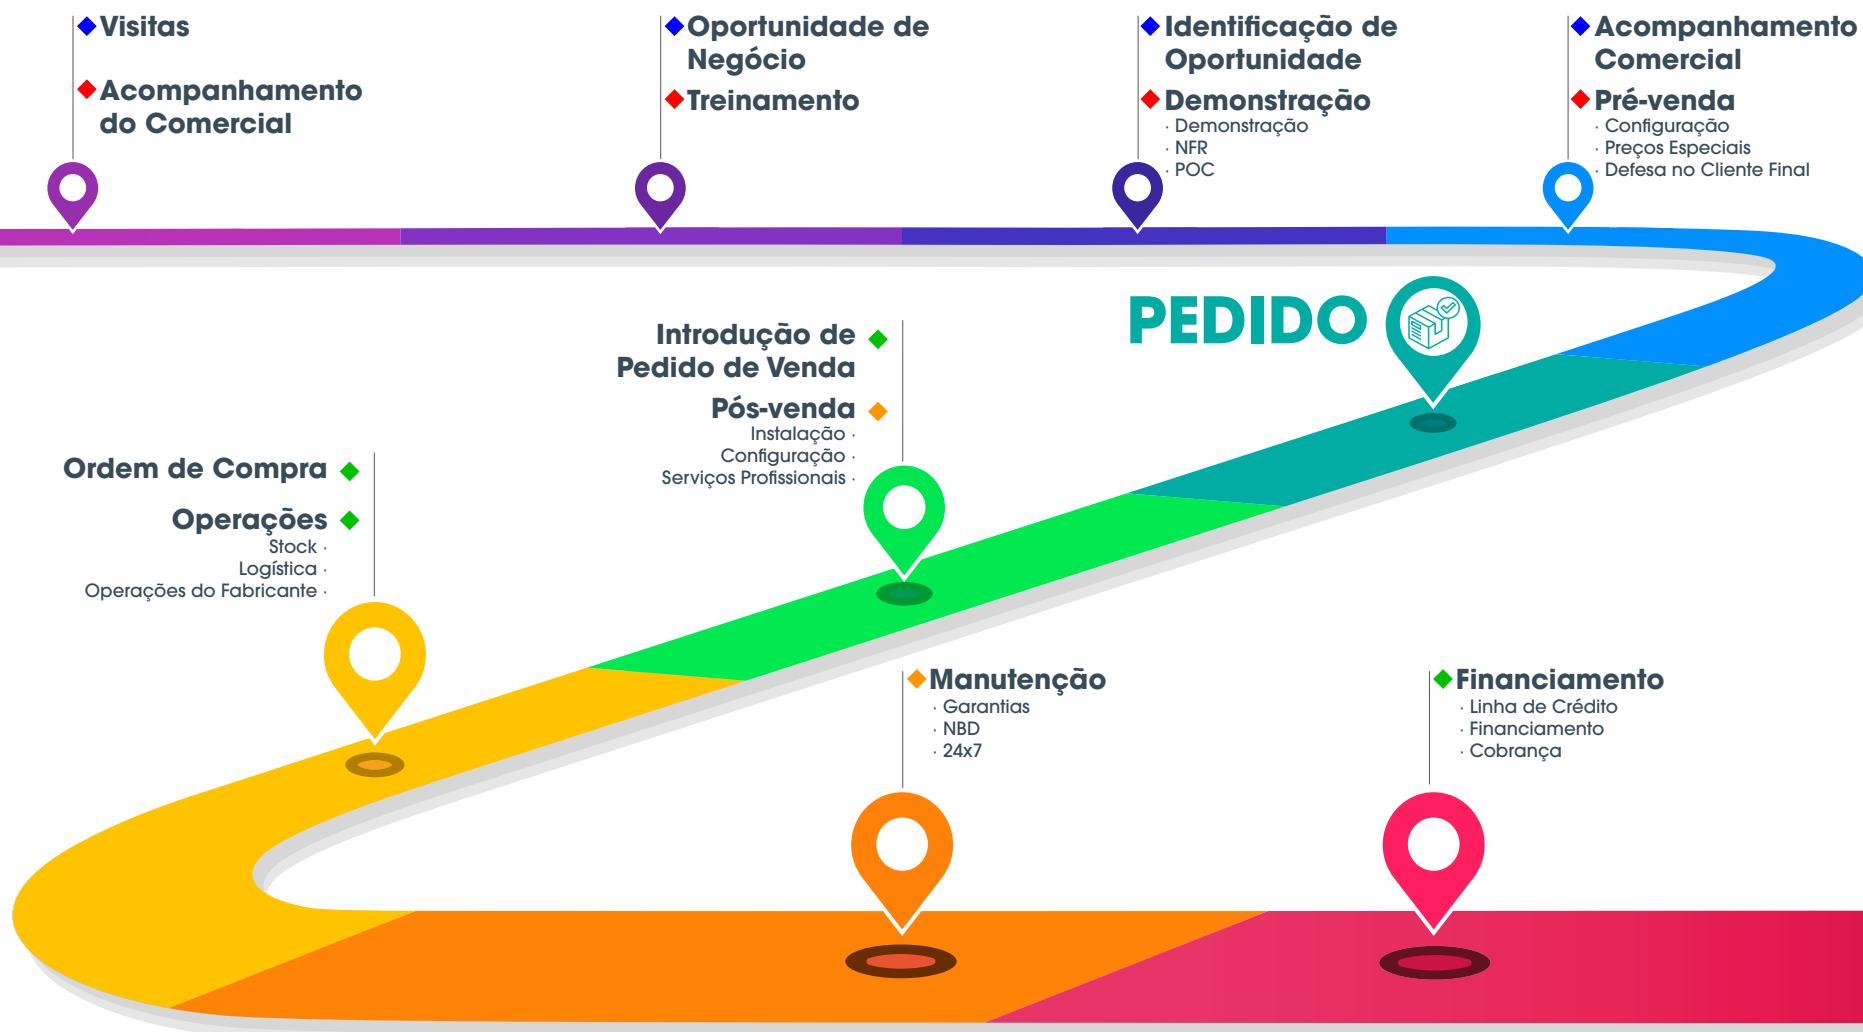 Visitas
Acompanhamento
do Comercial
Oportunidade de
Negócio
Treinamento
Identificação de
Oportunidade
Demonstração
· Demonstração
· NFR
· POC
Acompanhamento
Comercial
Pré-venda
· Configuração
· Preços Especiais
· Defesa no Cliente Final
PEDIDO
Introdução de
Pedido de Venda
Pós-venda
Instalação ·
Configuração ·
Serviços Profissionais ·
Ordem de Compra
Operações
Stock ·
Logística ·
Operações do Fabricante ·
Manutenção
· Garantias
· NBD
· 24x7
Financiamento
· Linha de Crédito
· Financiamento
· Cobrança